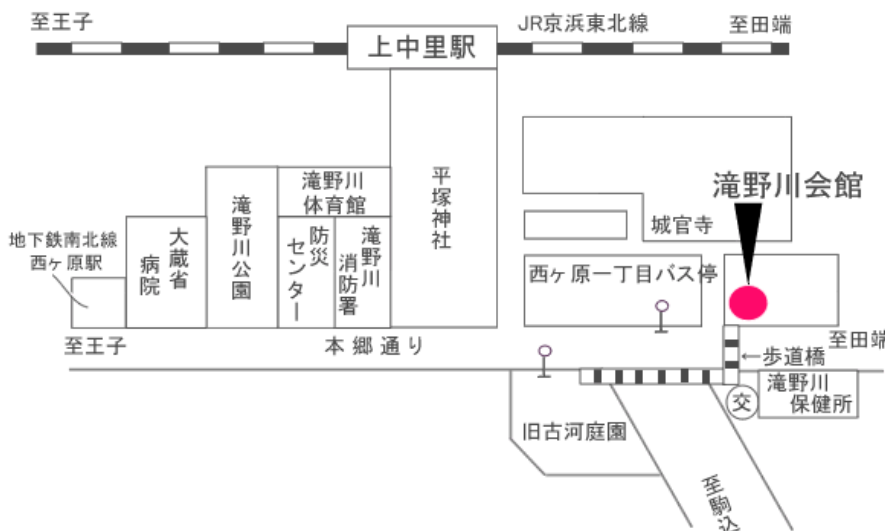 至王子
JR京浜東北線
至田端
上中里駅
滝野川会館
平塚神社
滝野川
体育館
滝野川公園
城官寺
大蔵省
病院
防災
センター
滝野川
消防署
地下鉄南北線
西ヶ原駅
西ヶ原一丁目バス停
至王子
本郷通り
至田端
←歩道橋
交
滝野川
保健所
旧古河庭園
至駒込